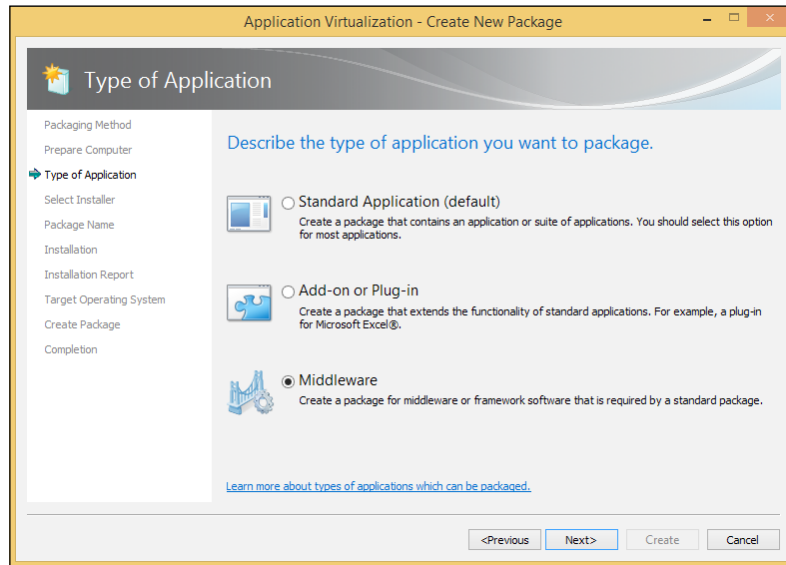 Application Virtualization - Create New Package
Type of Application
Packaging Method
Prepare Computer
Type of Application
Select Installer
Package Name
Installation
Installation Report
Target Operating System
Create Package
Completion
Describe the type of application you want to package.
Standard Application (default)
Create a package that contains an application or suite of applications. You should select this option
for most applications.
Add-on or Plug-in
Create a package that extends the functionality of standard applications. For example, a plug-in
for Microsoft Excel®.
Middleware
Create a package for middleware or framework software that is required by a standard package.
Learn more about types of applications which can be packaged.
<Previous
Next>
Create
Cancel